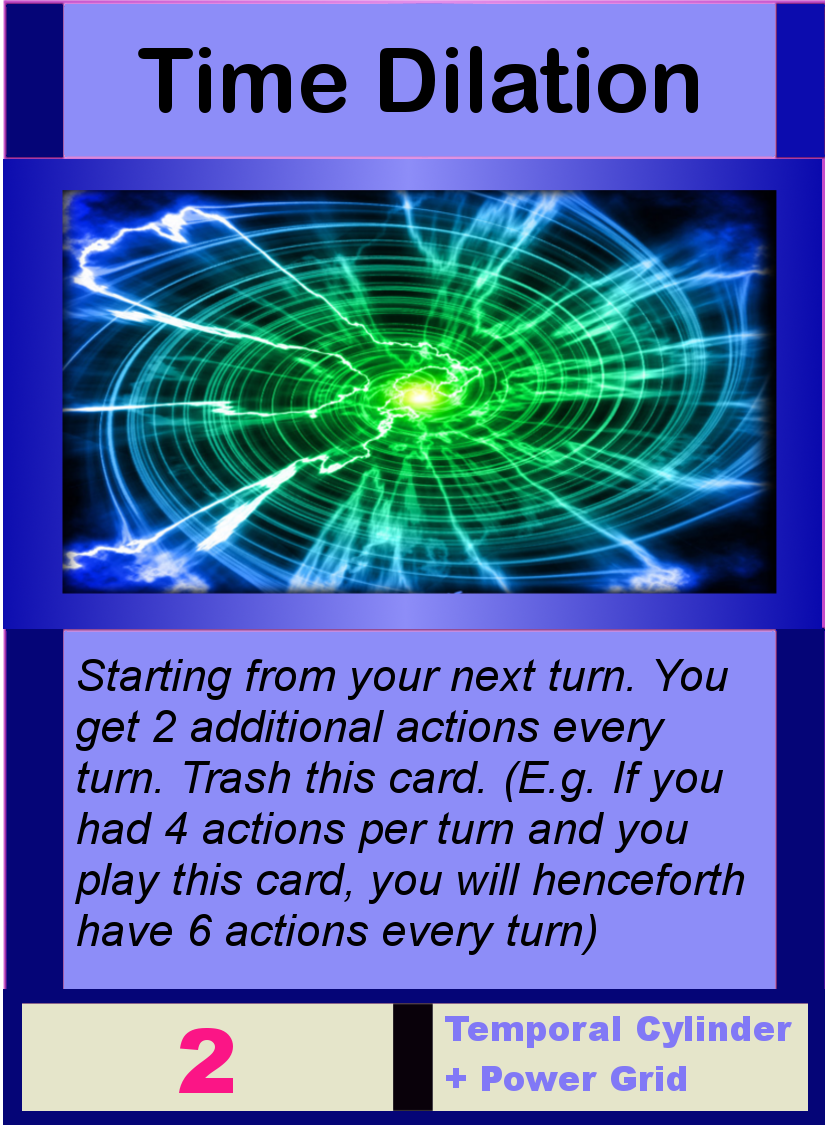 Time Dilation
Starting from your next turn. You
get 2 additional actions every
turn. Trash this card. (E.g. If you
had 4 actions per turn and you
play this card, you will henceforth
have 6 actions every turn)
2
Temporal Cylinder
+ Power Grid